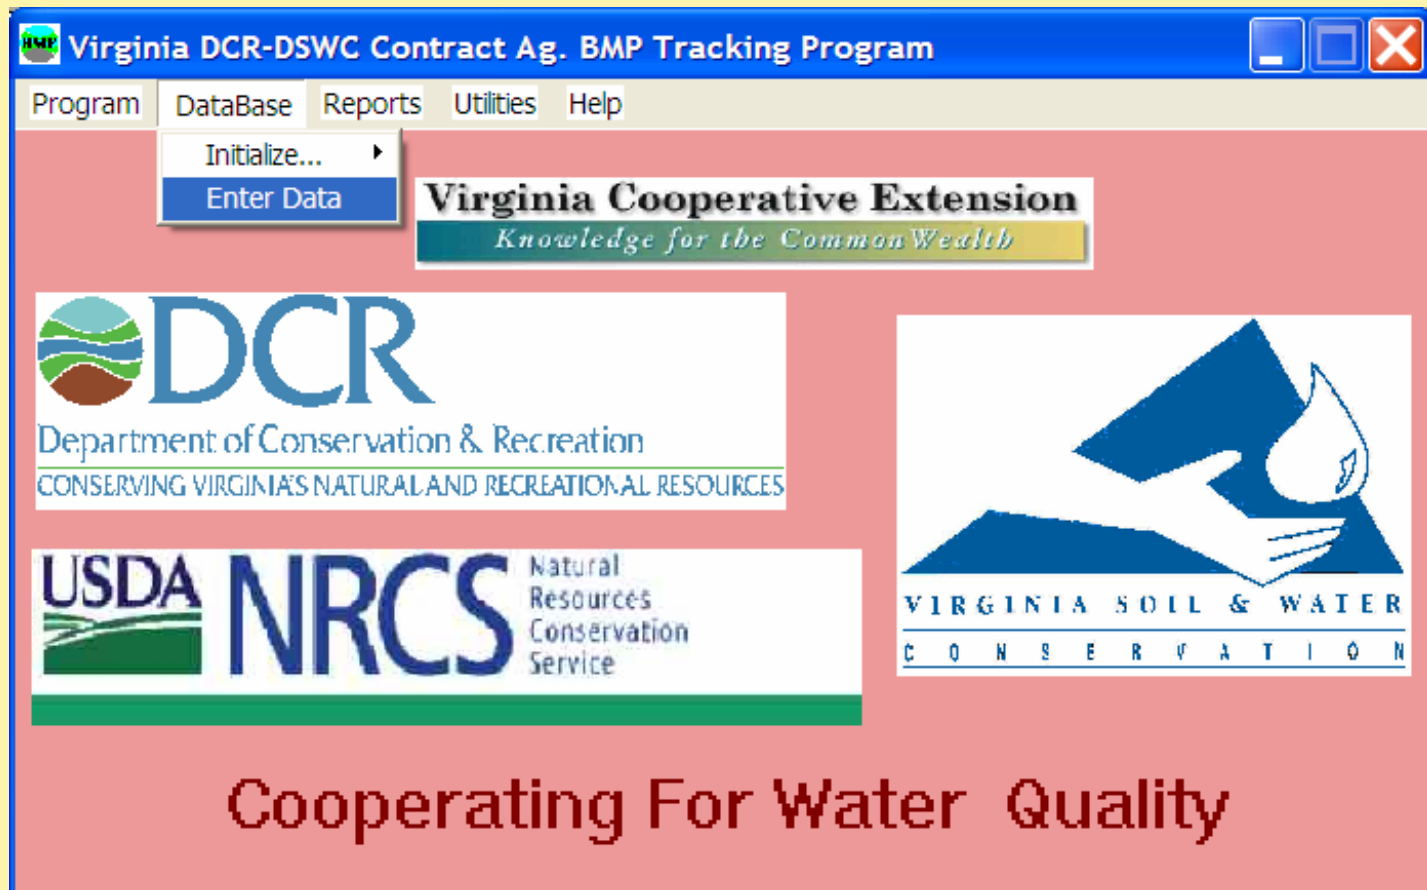 Virginia DCR-DSWC Contract Ag. BMP Tracking Program
Program DataBase Reports Utilities Help
Initialize...
Enter Data
Virginia Cooperative Extension
Knowledge for the CommonWealth
DCR
Department of Conservation & Recreation
CONSERVING VIRGINIA'S NATURAL AND RECREATIONAL RESOURCES
VIRGINIA SOIL & WATER
CONSERVATION
USDA NRCS
Natural
Resources
Conservation
Service
Cooperating For Water Quality